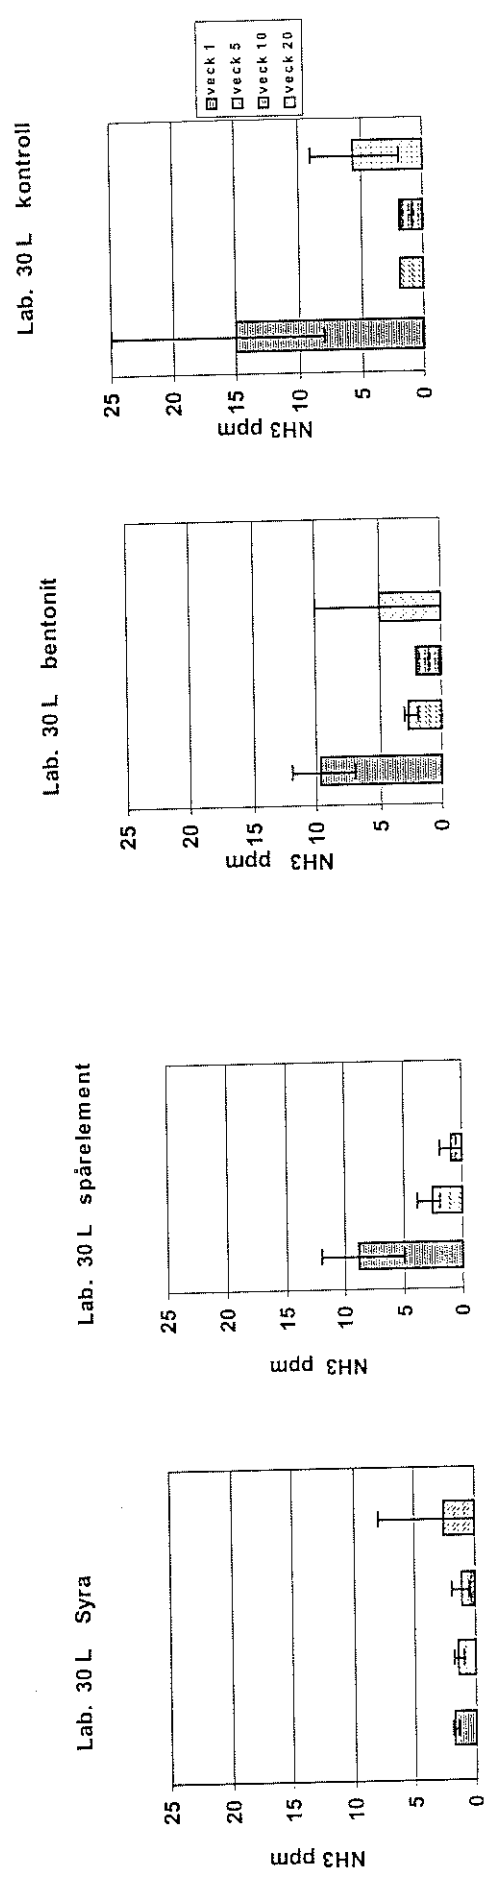 Lab. 30 L Syra
25
20
15
10
5
0
NH3 ppm
Lab. 30 L spårelement
25
20
15
10
5
0
NH3 ppm
Lab. 30 L bentonit
25
20
15
10
5
0
NH3 ppm
Lab. 30 L kontroll
25
20
15
10
5
0
NH3 ppm
veck 1
veck 5
veck 10
veck 20